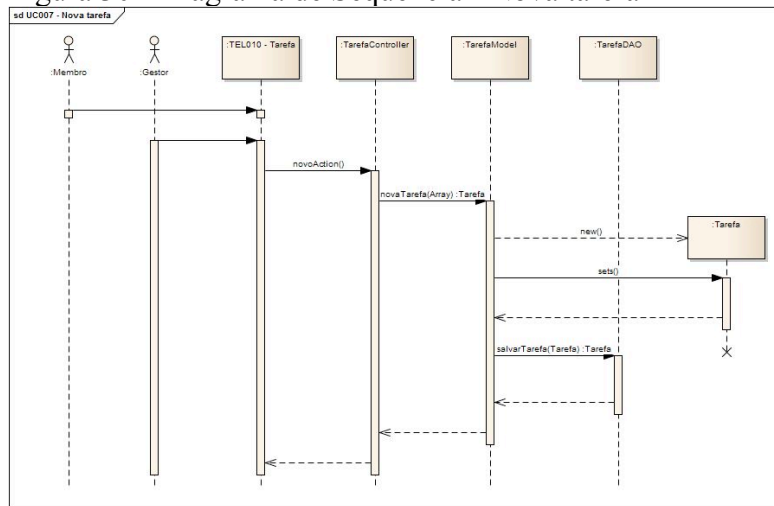 sd UC007 - Nova tarefa
:Membro
:Gestor
:TEL010 - Tarefa
:TarefaController
:TarefaModel
:TarefaDAO
novoAction()
novaTarefa(Array) :Tarefa
new()
:Tarefa
sets()
salvarTarefa(Tarefa) :Tarefa